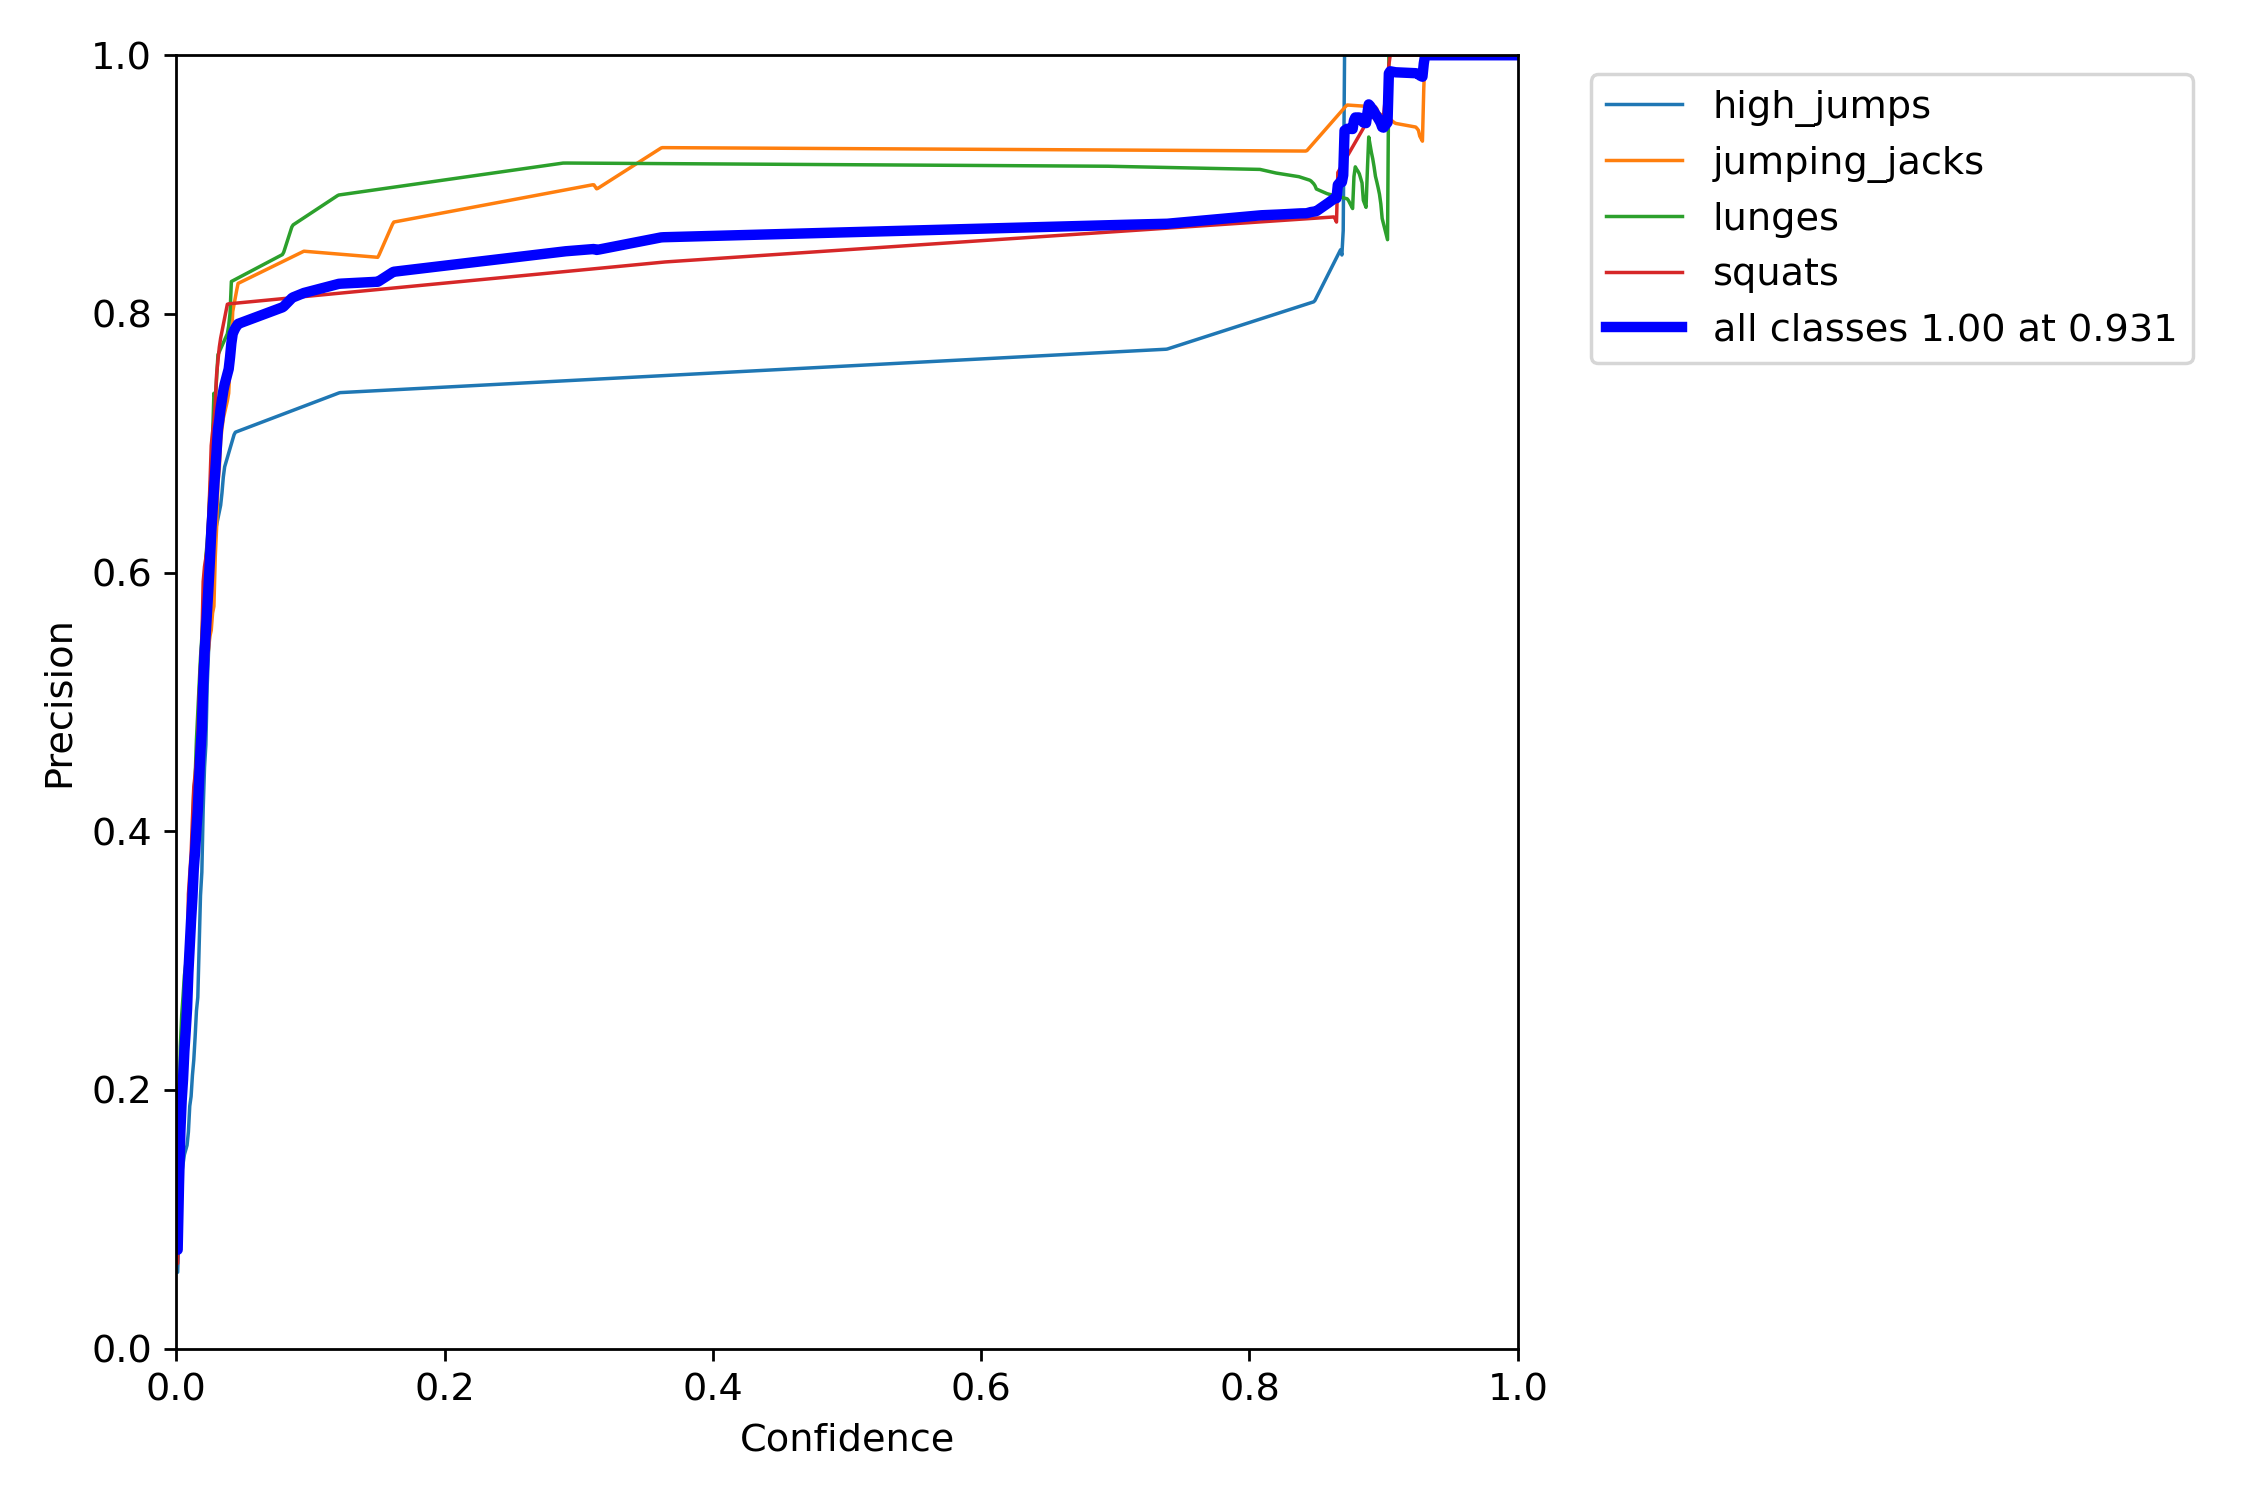 1.0
0.8
0.6
0.4
0.2
0.0
0.0 0.2 0.4 0.6 0.8 1.0
Precision
Confidence
high_jumps
jumping_jacks
lunges
squats
all classes 1.00 at 0.931